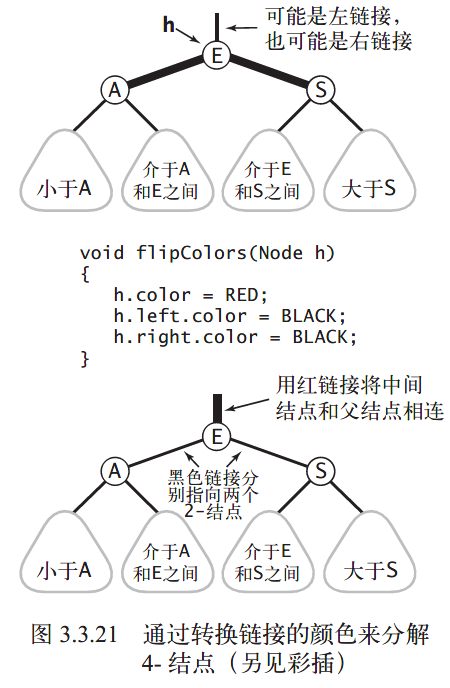 可能是左链接，
也可能是右链接
h
E
A
S
小于A
介于A
和E之间
介于E
和S之间
大于S
void flipColors(Node h)
{
    h.color = RED;
    h.left.color = BLACK;
    h.right.color = BLACK;
}
用红链接将中间
结点和父结点相连
E
A
S
黑色链接分
别指向两个
2-结点
小于A
介于A
和E之间
介于E
和S之间
大于S
图 3.3.21 通过转换链接的颜色来分解
4- 结点（另见彩插）